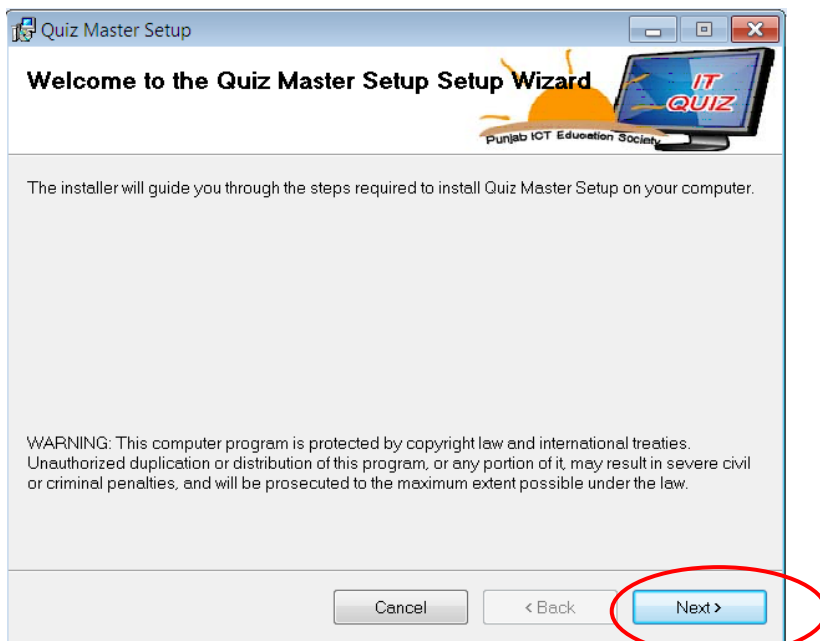 Quiz Master Setup
Welcome to the Quiz Master Setup Setup Wizard
IT
QUIZ
Punjab ICT Education Society
The installer will guide you through the steps required to install Quiz Master Setup on your computer.
WARNING: This computer program is protected by copyright law and international treaties.
Unauthorized duplication or distribution of this program, or any portion of it, may result in severe civil
or criminal penalties, and will be prosecuted to the maximum extent possible under the law.
Cancel
< Back
Next >